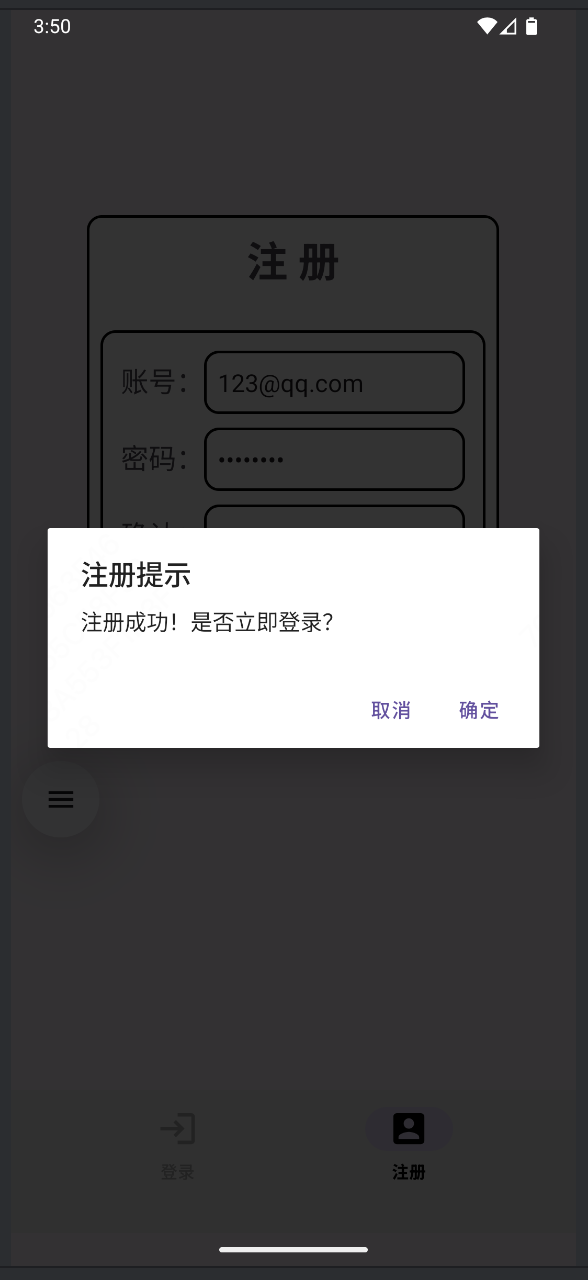 3:50
注 册
账号：
123@qq.com
密码：
••••••••
注册提示
注册成功！是否立即登录？
取消
确定
登录
注册